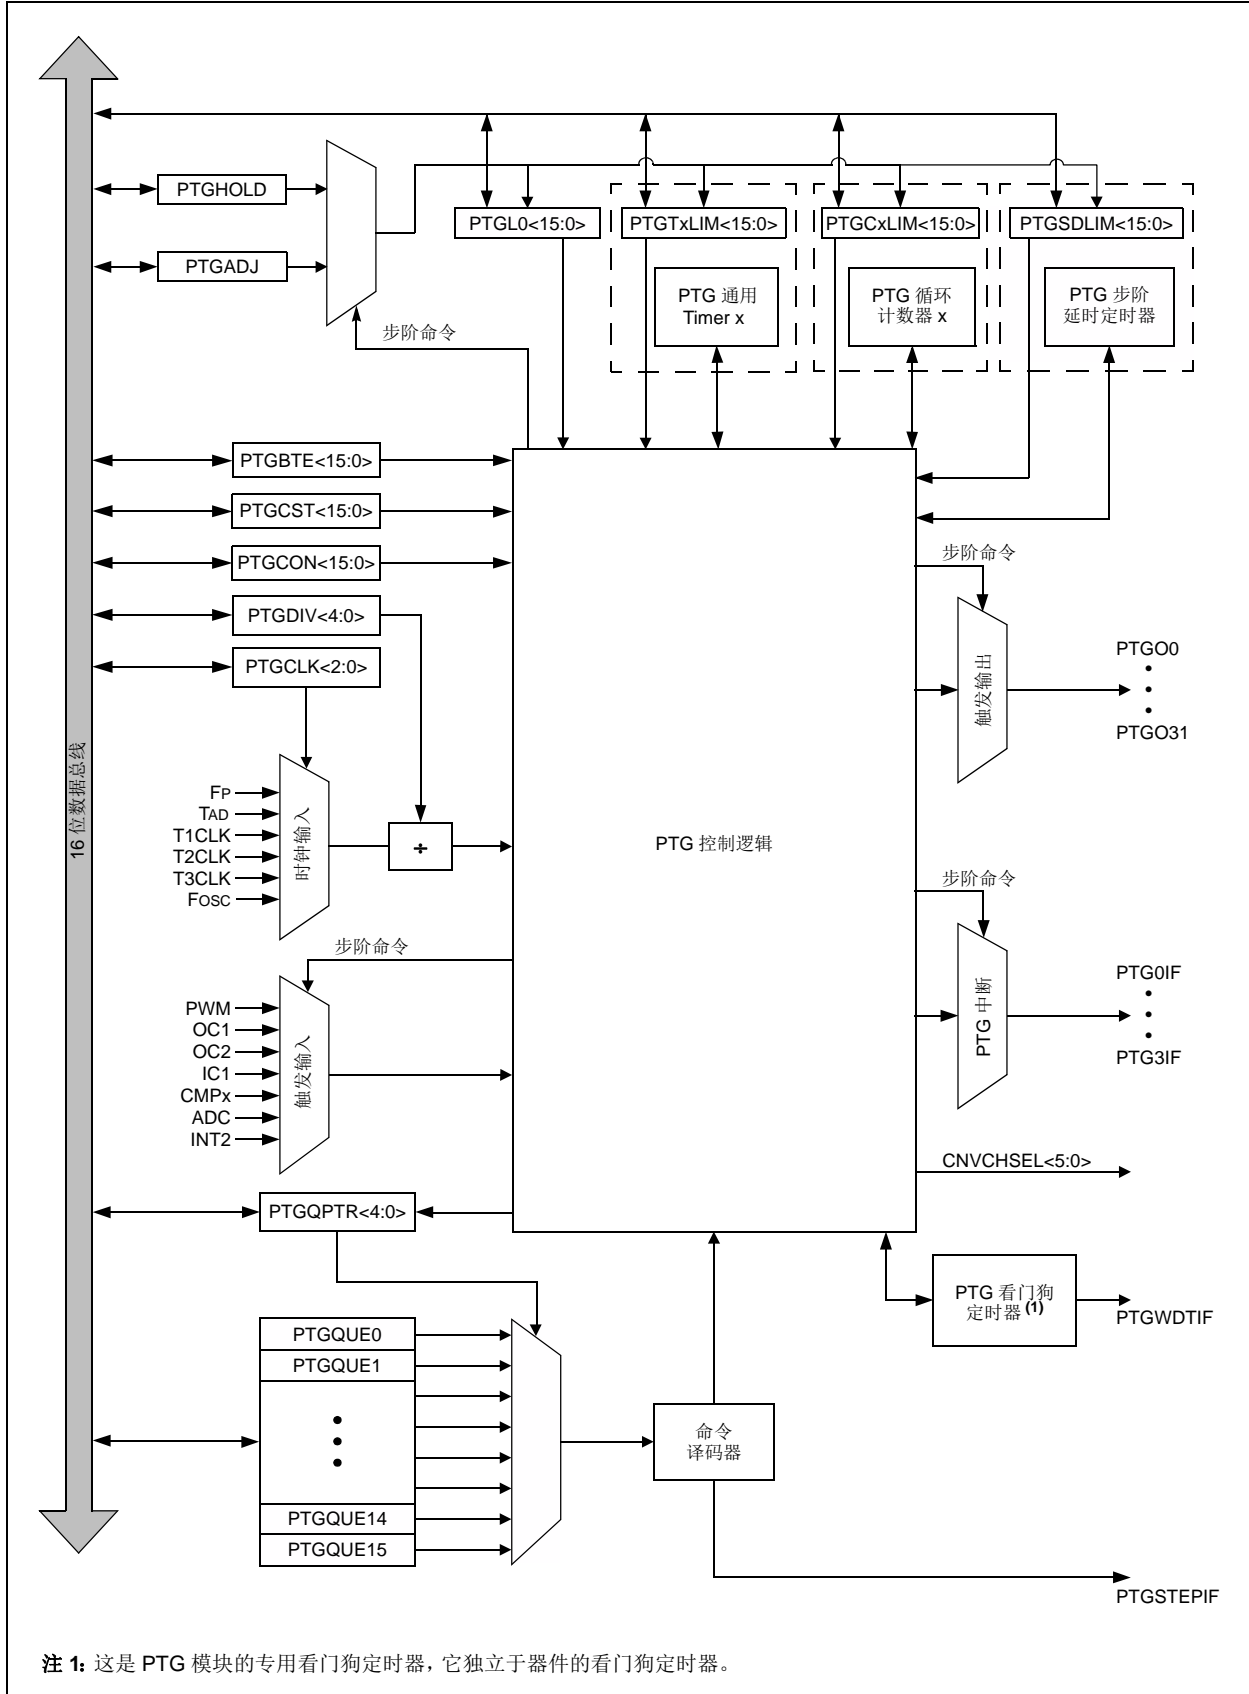 PTGHOLD
PTGADJ
PTGL0<15:0>
PTGTxLIM<15:0>
PTGCxLIM<15:0>
PTGSDLIM<15:0>
PTG 通用
Timer x
PTG 循环
计数器 x
PTG 步阶
延时定时器
步阶命令
PTGBTE<15:0>
PTGCST<15:0>
PTGCON<15:0>
PTGDIV<4:0>
PTGCLK<2:0>
16 位数据总线
FP
TAD
T1CLK
T2CLK
T3CLK
FOSC
时钟输入
÷
PTG 控制逻辑
步阶命令
触发输出
PTGO0
PTGO31
步阶命令
PWM
OC1
OC2
IC1
CMPx
ADC
INT2
触发输入
步阶命令
PTG 中断
PTG0IF
PTG3IF
CNVCHSEL<5:0>
PTGQPTR<4:0>
PTG 看门狗
定时器(1)
PTGWDTIF
PTGQUE0
PTGQUE1
PTGQUE14
PTGQUE15
命令
译码器
PTGSTEPIF
注 1: 这是 PTG 模块的专用看门狗定时器，它独立于器件的看门狗定时器。